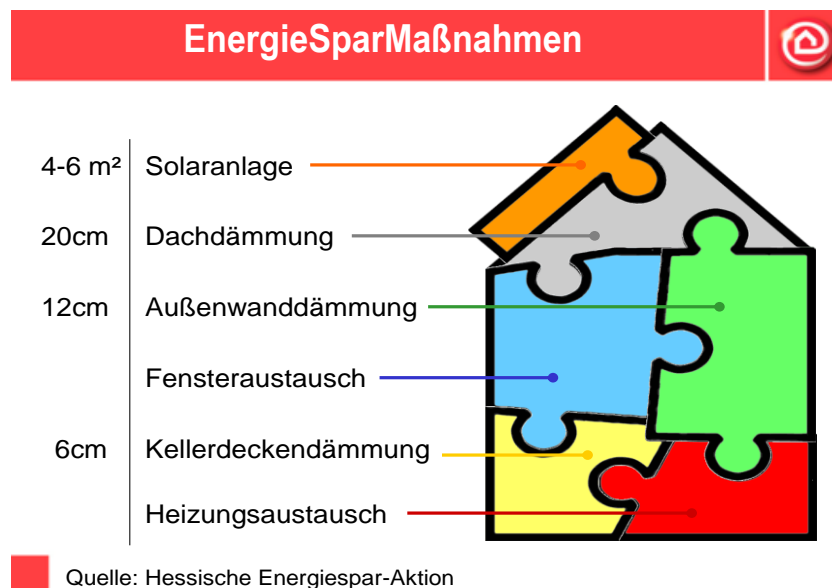 EnergieSparMaßnahmen
4-6 m² Solaranlage
20cm Dachdämmung
12cm Außenwanddämmung
Fensteraustausch
6cm Kellerdeckendämmung
Heizungsaustausch
Quelle: Hessische Energiespar-Aktion